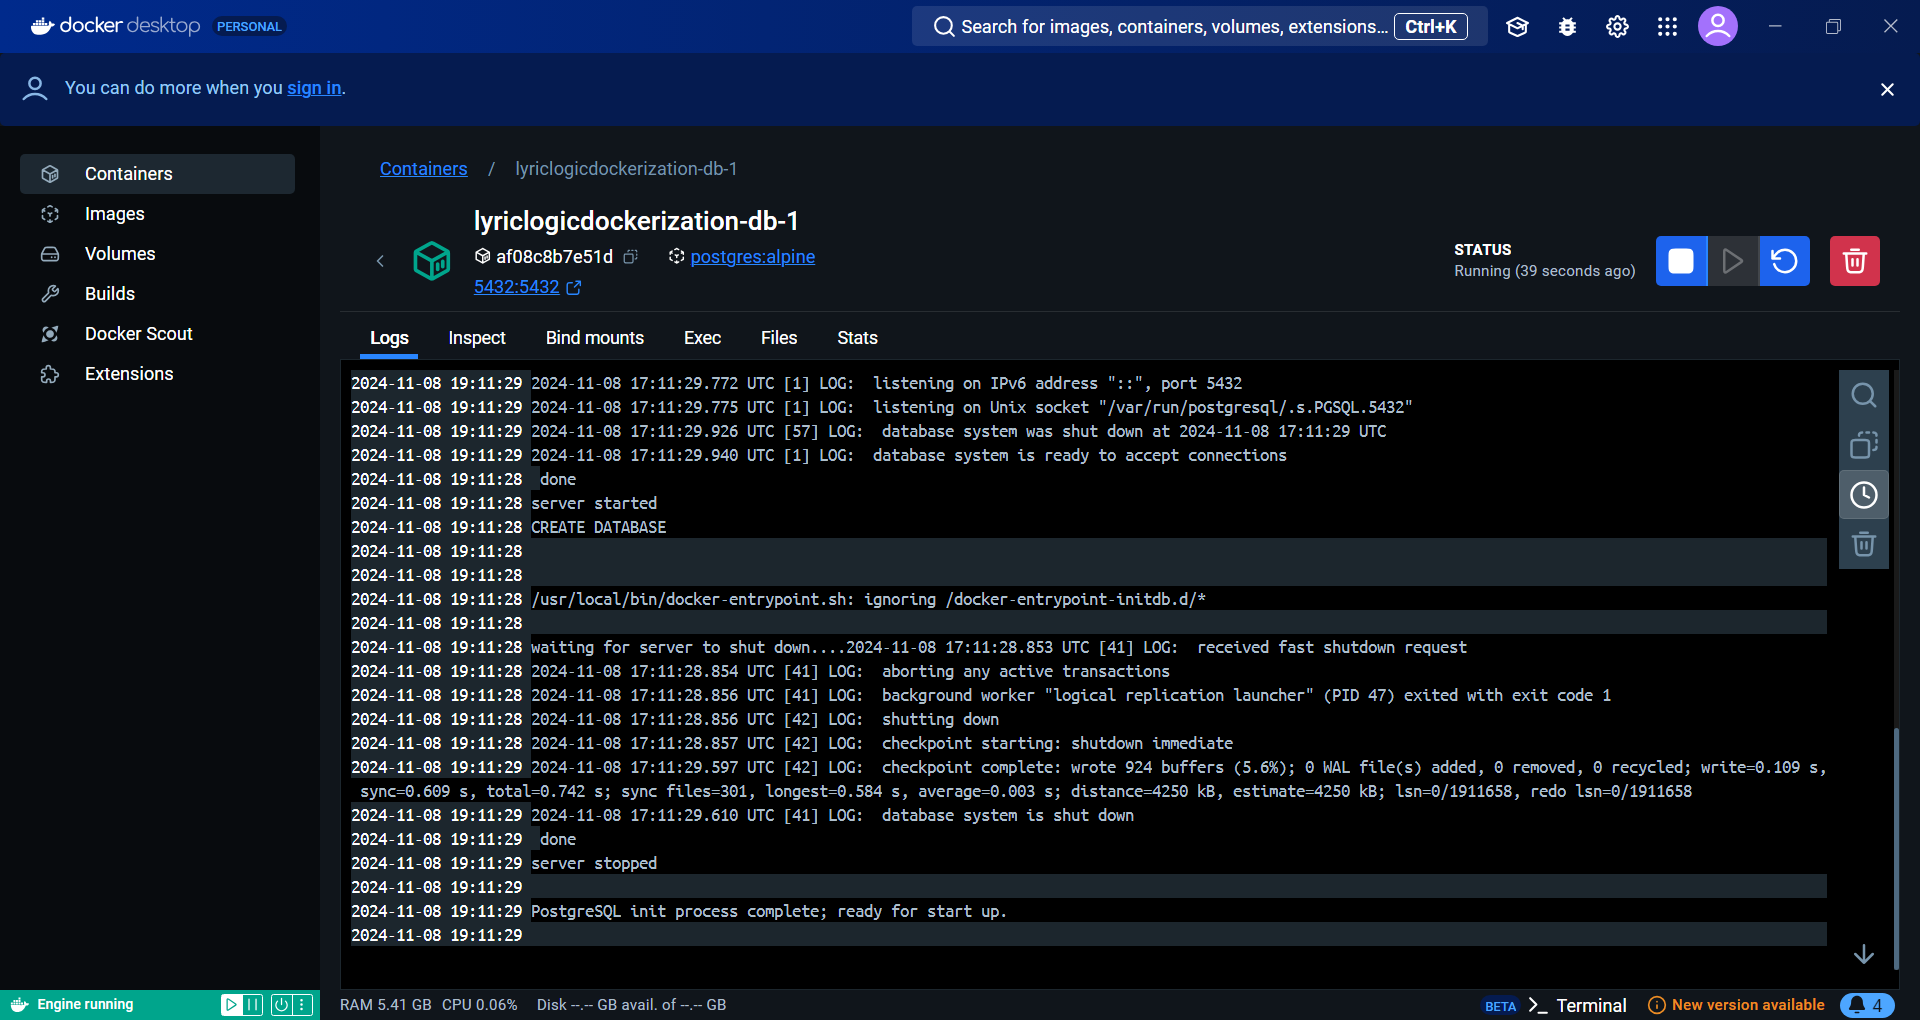 docker desktop PERSONAL
Search for images, containers, volumes, extensions... Ctrl+K
You can do more when you sign in.
Containers
Images
Volumes
Builds
Docker Scout
Extensions
Containers / lyriclogicdockerization-db-1
lyriclogicdockerization-db-1
af08c8b7e51d postgres:alpine
5432:5432
STATUS
Running (39 seconds ago)
Logs Inspect Bind mounts Exec Files Stats
2024-11-08 19:11:29 2024-11-08 17:11:29.772 UTC [1] LOG:  listening on IPv6 address "::", port 5432
2024-11-08 19:11:29 2024-11-08 17:11:29.775 UTC [1] LOG:  listening on Unix socket "/var/run/postgresql/.s.PGSQL.5432"
2024-11-08 19:11:29 2024-11-08 17:11:29.926 UTC [57] LOG:  database system was shut down at 2024-11-08 17:11:29 UTC
2024-11-08 19:11:29 2024-11-08 17:11:29.940 UTC [1] LOG:  database system is ready to accept connections
2024-11-08 19:11:28  done
2024-11-08 19:11:28 server started
2024-11-08 19:11:28 CREATE DATABASE
2024-11-08 19:11:28
2024-11-08 19:11:28
2024-11-08 19:11:28 /usr/local/bin/docker-entrypoint.sh: ignoring /docker-entrypoint-initdb.d/*
2024-11-08 19:11:28
2024-11-08 19:11:28 waiting for server to shut down....2024-11-08 17:11:28.853 UTC [41] LOG:  received fast shutdown request
2024-11-08 19:11:28 2024-11-08 17:11:28.854 UTC [41] LOG:  aborting any active transactions
2024-11-08 19:11:28 2024-11-08 17:11:28.856 UTC [41] LOG:  background worker "logical replication launcher" (PID 47) exited with exit code 1
2024-11-08 19:11:28 2024-11-08 17:11:28.856 UTC [42] LOG:  shutting down
2024-11-08 19:11:28 2024-11-08 17:11:28.857 UTC [42] LOG:  checkpoint starting: shutdown immediate
2024-11-08 19:11:29 2024-11-08 17:11:29.597 UTC [42] LOG:  checkpoint complete: wrote 924 buffers (5.6%); 0 WAL file(s) added, 0 removed, 0 recycled; write=0.109 s,
sync=0.609 s, total=0.742 s; sync files=301, longest=0.584 s, average=0.003 s; distance=4250 kB, estimate=4250 kB; lsn=0/1911658, redo lsn=0/1911658
2024-11-08 19:11:29 2024-11-08 17:11:29.610 UTC [41] LOG:  database system is shut down
2024-11-08 19:11:29  done
2024-11-08 19:11:29 server stopped
2024-11-08 19:11:29
2024-11-08 19:11:29 PostgreSQL init process complete; ready for start up.
2024-11-08 19:11:29
Engine running
RAM 5.41 GB CPU 0.06% Disk --.-- GB avail. of --.-- GB
BETA Terminal New version available 4